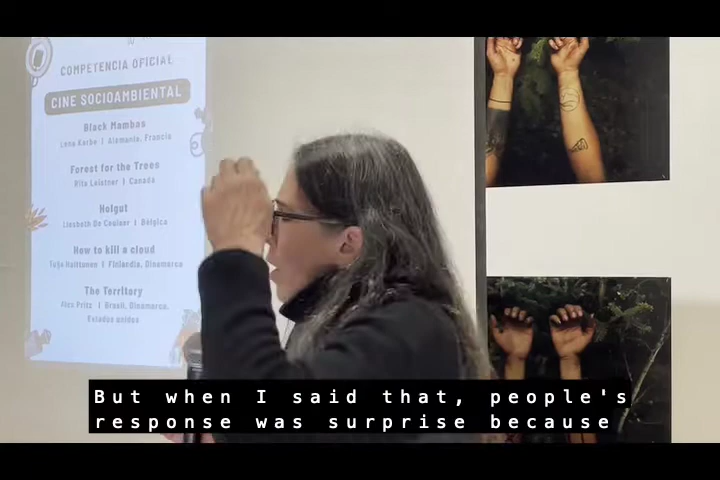 COMPETENCIA OFICIAL
CINE SOCIOAMBIENTAL
Black Mambas
Lena Karbe | Alemania, Francia
Forest for the Trees
Rita Leistner | Canada
Holgut
Liesbeth De Ceulaer | Bélgica
How to kill a cloud
Tuija Halttunen | Finlandia, Dinamarca
The Territory
Alex Pritz | Brasil, Dinamarca,
Estados unidos
But when I said that, people's
response was surprise because